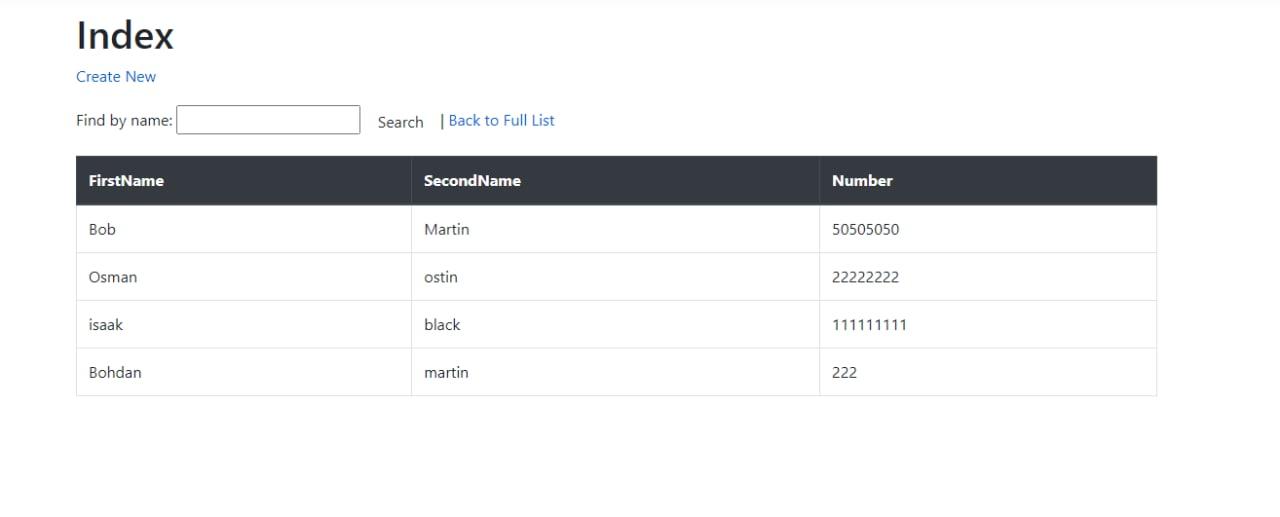 Index
Create New
Find by name: Search | Back to Full List
FirstName SecondName Number
Bob Martin 50505050
Osman ostin 22222222
isaak black 111111111
Bohdan martin 222